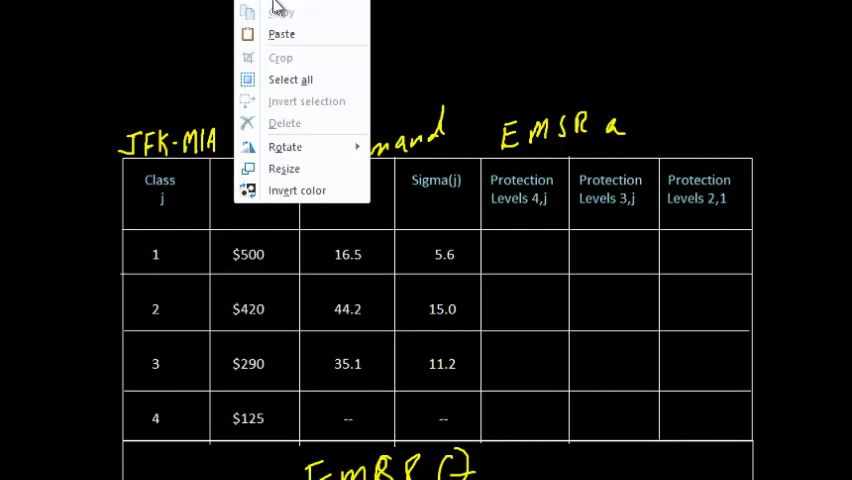 Copy
Paste
Crop
Select all
Invert selection
Delete
Rotate
Resize
Invert color
JFK-MIA mand EMSR a
Class j Sigma(j) Protection Levels 4,j Protection Levels 3,j Protection Levels 2,1
1 $500 16.5 5.6
2 $420 44.2 15.0
3 $290 35.1 11.2
4 $125 -- --